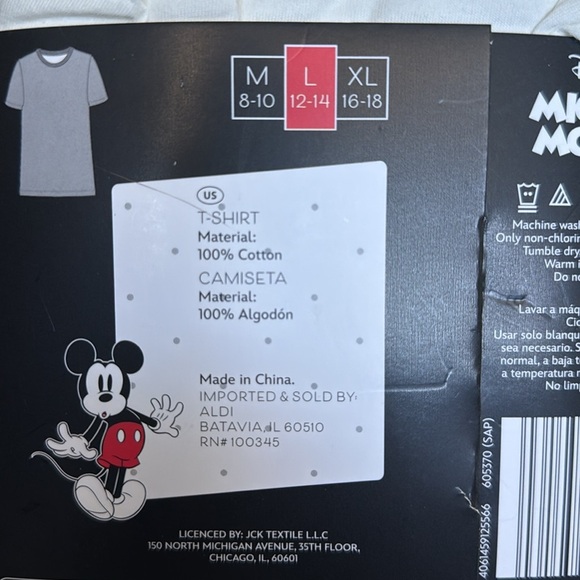 M L XL
8-10 12-14 16-18
US
T-SHIRT
Material:
100% Cotton
CAMISETA
Material:
100% Algodón
Made in China.
IMPORTED & SOLD BY:
ALDI
BATAVIA, IL 60510
RN# 100345
LICENCED BY: JCK TEXTILE L.L.C
150 NORTH MICHIGAN AVENUE, 35TH FLOOR,
CHICAGO, IL, 60601
Machine wash
Only non-chlorin
Tumble dry
Warm i
Do no
Lavar a máq
Usar solo blanqu
sea necesario. S
normal, a baja t
a temperatura
No limp
4061459125566 605370 (SAP)